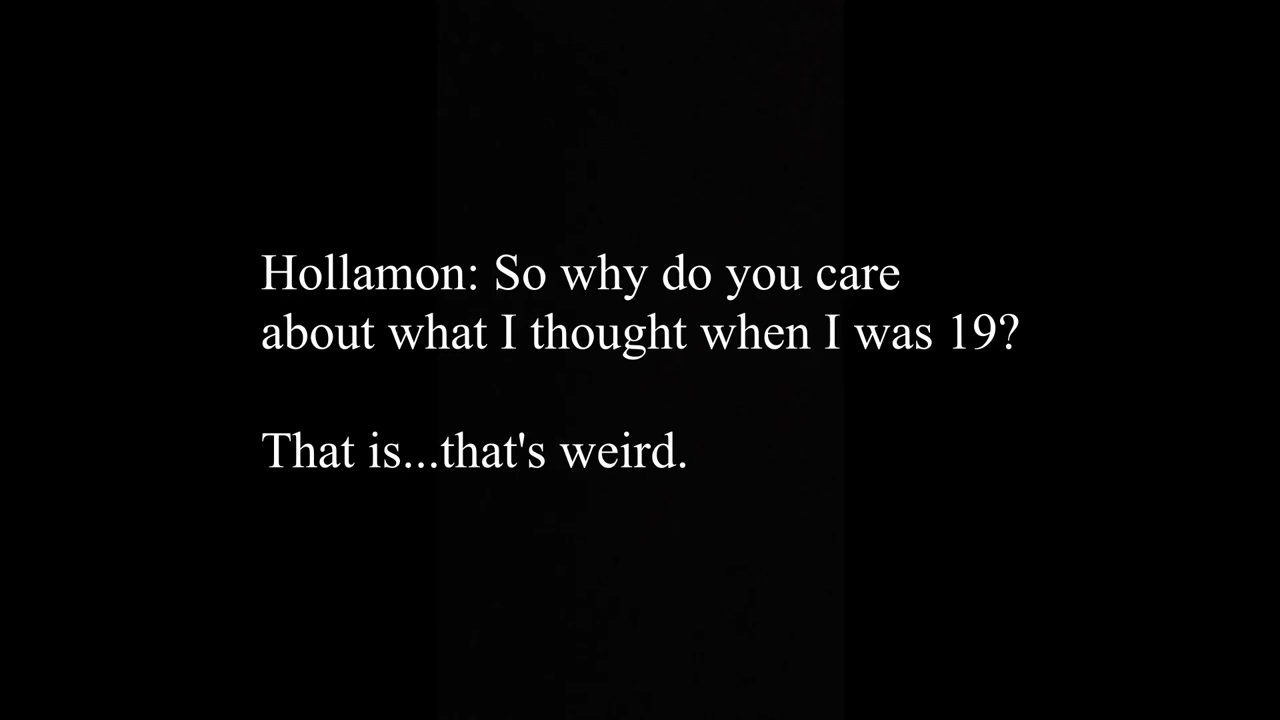 Hollamon: So why do you care
about what I thought when I was 19?
That is...that's weird.